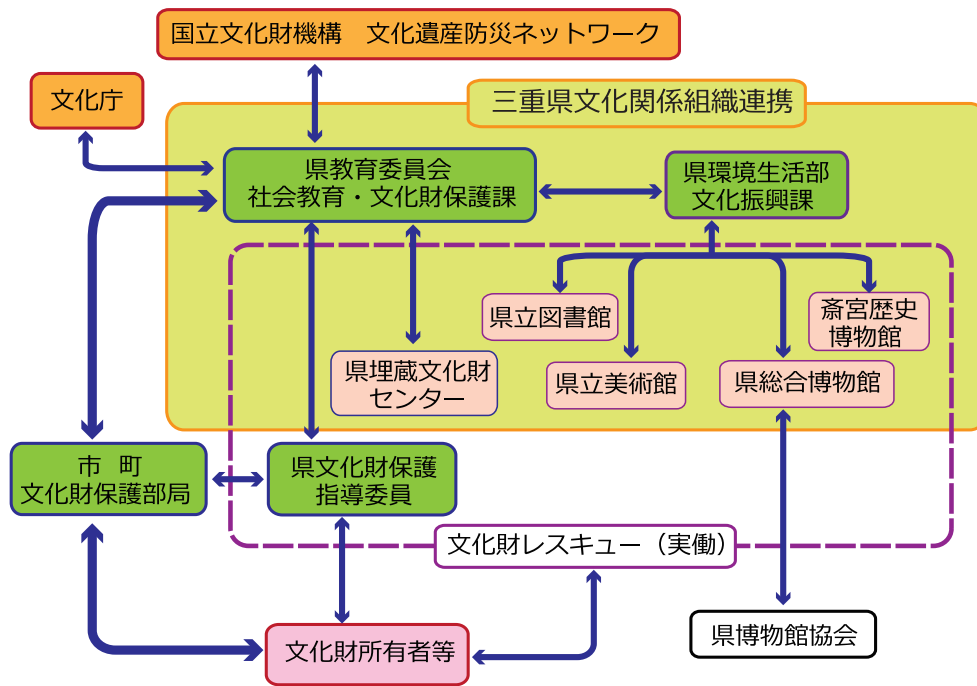 国立文化財機構　文化遺産防災ネットワーク
文化庁
三重県文化関係組織連携
県教育委員会
社会教育・文化財保護課
県環境生活部
文化振興課
県立図書館
斎宮歴史
博物館
県埋蔵文化財
センター
県立美術館
県総合博物館
市　町
文化財保護部局
県文化財保護
指導委員
文化財レスキュー（実働）
文化財所有者等
県博物館協会